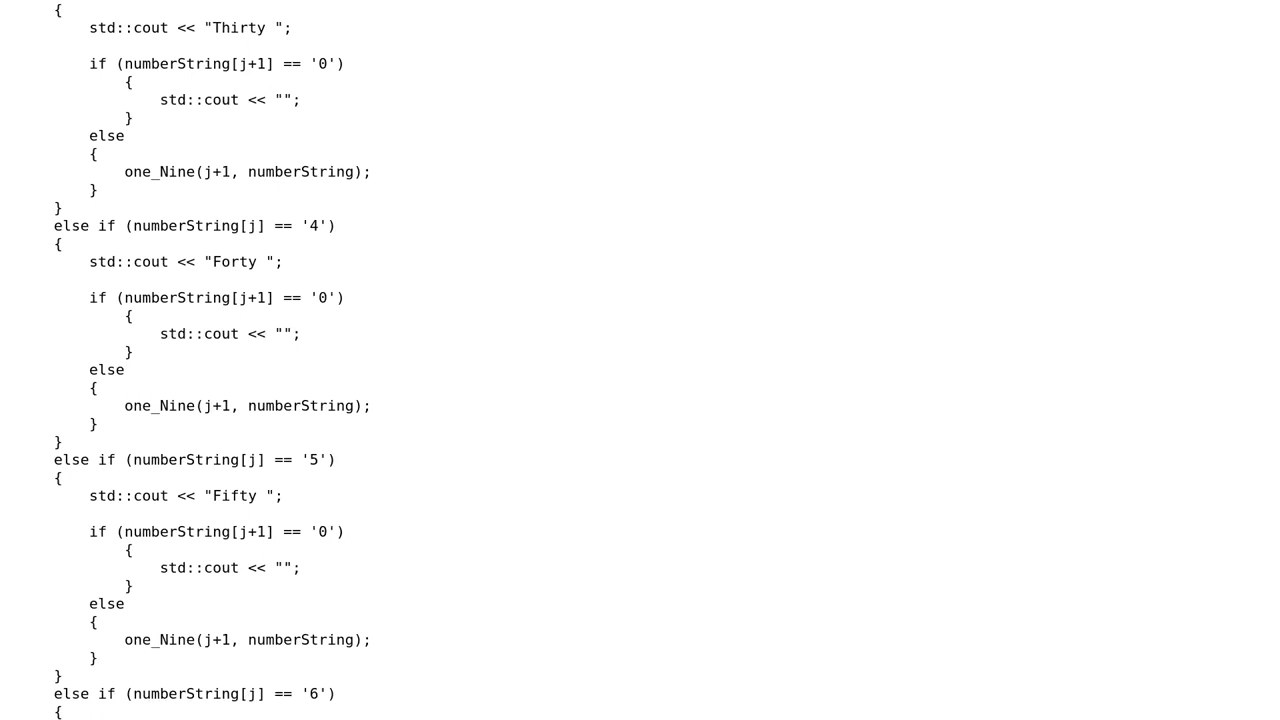 {
std::cout << "Thirty ";
if (numberString[j+1] == '0')
{
std::cout << "";
}
else
{
one_Nine(j+1, numberString);
}
}
else if (numberString[j] == '4')
{
std::cout << "Forty ";
if (numberString[j+1] == '0')
{
std::cout << "";
}
else
{
one_Nine(j+1, numberString);
}
}
else if (numberString[j] == '5')
{
std::cout << "Fifty ";
if (numberString[j+1] == '0')
{
std::cout << "";
}
else
{
one_Nine(j+1, numberString);
}
}
else if (numberString[j] == '6')
{